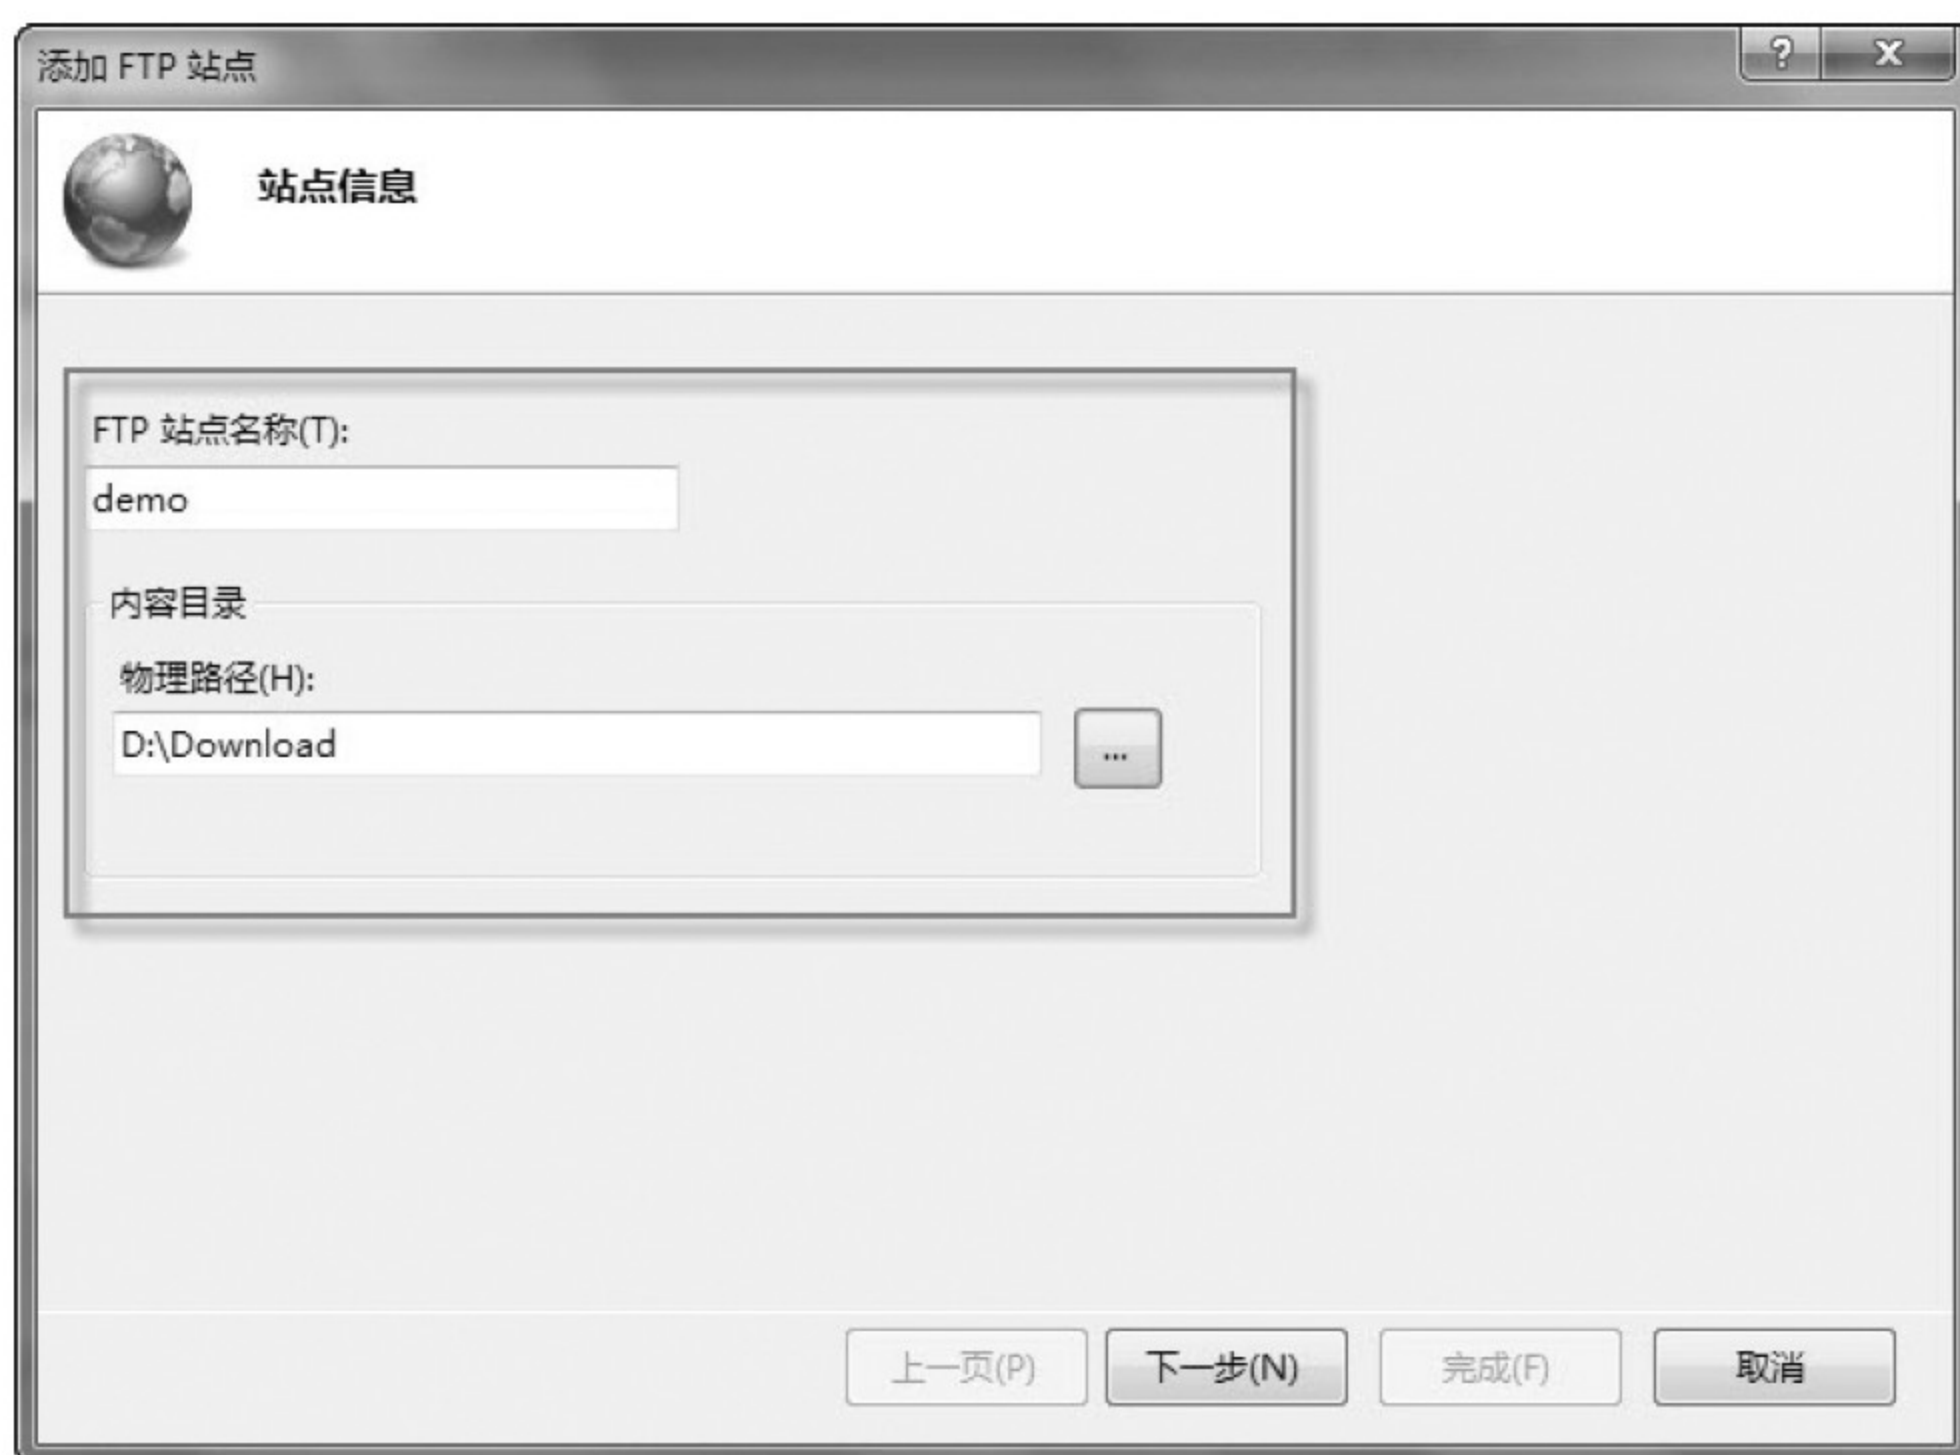 添加 FTP 站点
?
X
站点信息
FTP 站点名称(T):
demo
内容目录
物理路径(H):
D:\Download
...
上一页(P)
下一步(N)
完成(F)
取消